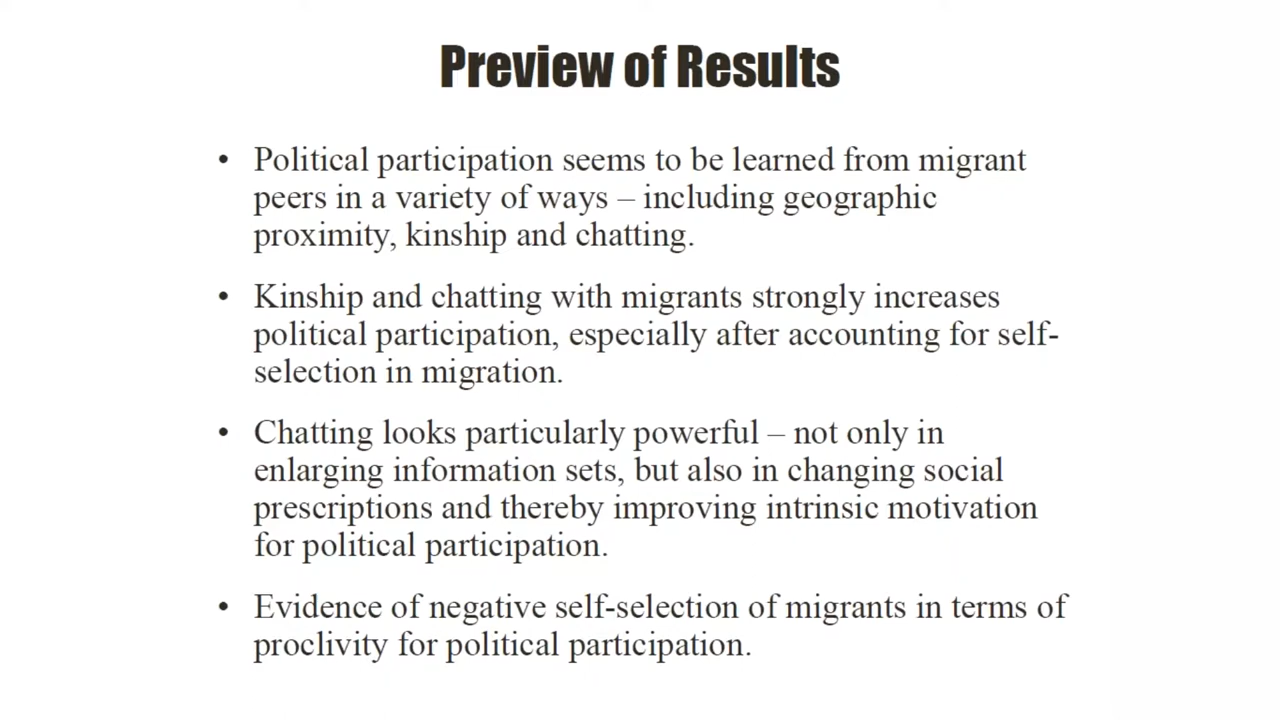 Preview of Results
• Political participation seems to be learned from migrant
peers in a variety of ways – including geographic
proximity, kinship and chatting.
• Kinship and chatting with migrants strongly increases
political participation, especially after accounting for self-
selection in migration.
• Chatting looks particularly powerful – not only in
enlarging information sets, but also in changing social
prescriptions and thereby improving intrinsic motivation
for political participation.
• Evidence of negative self-selection of migrants in terms of
proclivity for political participation.